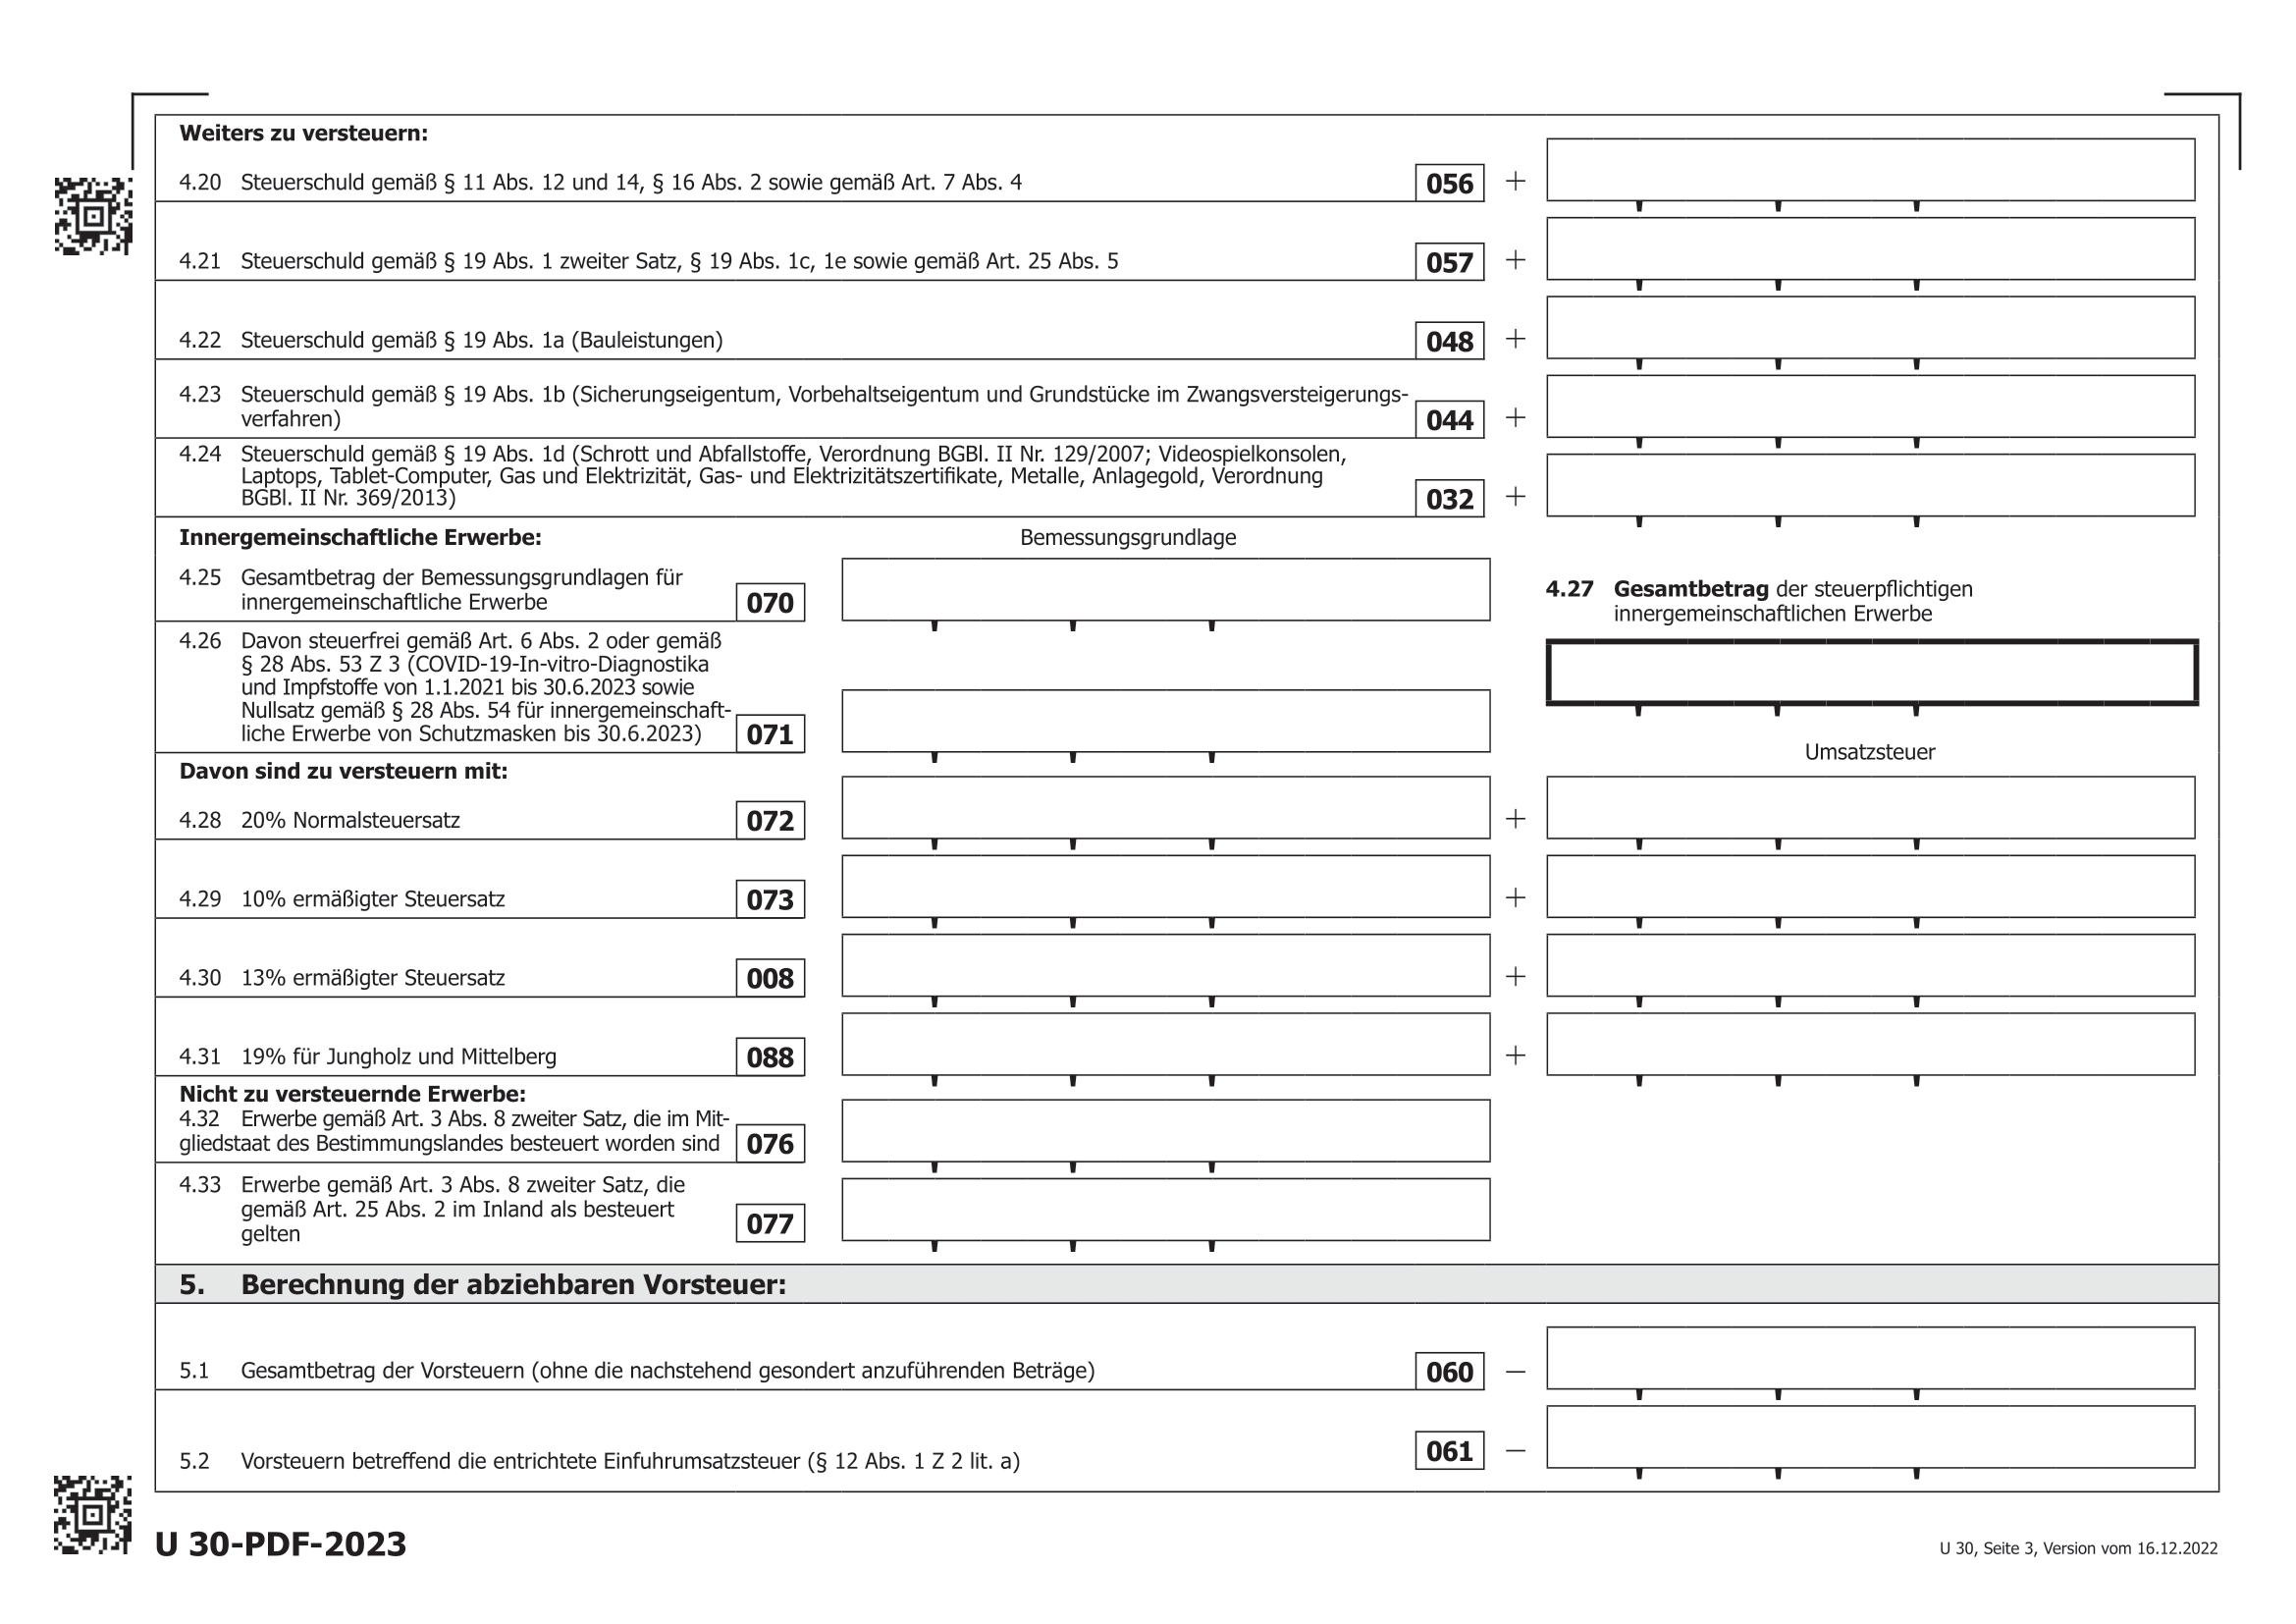 Weiters zu versteuern:
4.20 Steuerschuld gemäß § 11 Abs. 12 und 14, § 16 Abs. 2 sowie gemäß Art. 7 Abs. 4 056 +
4.21 Steuerschuld gemäß § 19 Abs. 1 zweiter Satz, § 19 Abs. 1c, 1e sowie gemäß Art. 25 Abs. 5 057 +
4.22 Steuerschuld gemäß § 19 Abs. 1a (Bauleistungen) 048 +
4.23 Steuerschuld gemäß § 19 Abs. 1b (Sicherungseigentum, Vorbehaltseigentum und Grundstücke im Zwangsversteigerungs-
verfahren) 044 +
4.24 Steuerschuld gemäß § 19 Abs. 1d (Schrott und Abfallstoffe, Verordnung BGBl. II Nr. 129/2007; Videospielkonsolen,
Laptops, Tablet-Computer, Gas und Elektrizität, Gas- und Elektrizitätszertifikate, Metalle, Anlagegold, Verordnung
BGBl. II Nr. 369/2013) 032 +
Innergemeinschaftliche Erwerbe: Bemessungsgrundlage
4.25 Gesamtbetrag der Bemessungsgrundlagen für
innergemeinschaftliche Erwerbe 070
4.27 Gesamtbetrag der steuerpflichtigen
innergemeinschaftlichen Erwerbe
4.26 Davon steuerfrei gemäß Art. 6 Abs. 2 oder gemäß
§ 28 Abs. 53 Z 3 (COVID-19-In-vitro-Diagnostika
und Impfstoffe von 1.1.2021 bis 30.6.2023 sowie
Nullsatz gemäß § 28 Abs. 54 für innergemeinschaft-
liche Erwerbe von Schutzmasken bis 30.6.2023) 071
Umsatzsteuer
Davon sind zu versteuern mit:
4.28 20% Normalsteuersatz 072 +
4.29 10% ermäßigter Steuersatz 073 +
4.30 13% ermäßigter Steuersatz 008 +
4.31 19% für Jungholz und Mittelberg 088 +
Nicht zu versteuernde Erwerbe:
4.32 Erwerbe gemäß Art. 3 Abs. 8 zweiter Satz, die im Mit-
gliedstaat des Bestimmungslandes besteuert worden sind 076
4.33 Erwerbe gemäß Art. 3 Abs. 8 zweiter Satz, die
gemäß Art. 25 Abs. 2 im Inland als besteuert
gelten 077
5. Berechnung der abziehbaren Vorsteuer:
5.1 Gesamtbetrag der Vorsteuern (ohne die nachstehend gesondert anzuführenden Beträge) 060 −
5.2 Vorsteuern betreffend die entrichtete Einfuhrumsatzsteuer (§ 12 Abs. 1 Z 2 lit. a) 061 −
U 30-PDF-2023
U 30, Seite 3, Version vom 16.12.2022